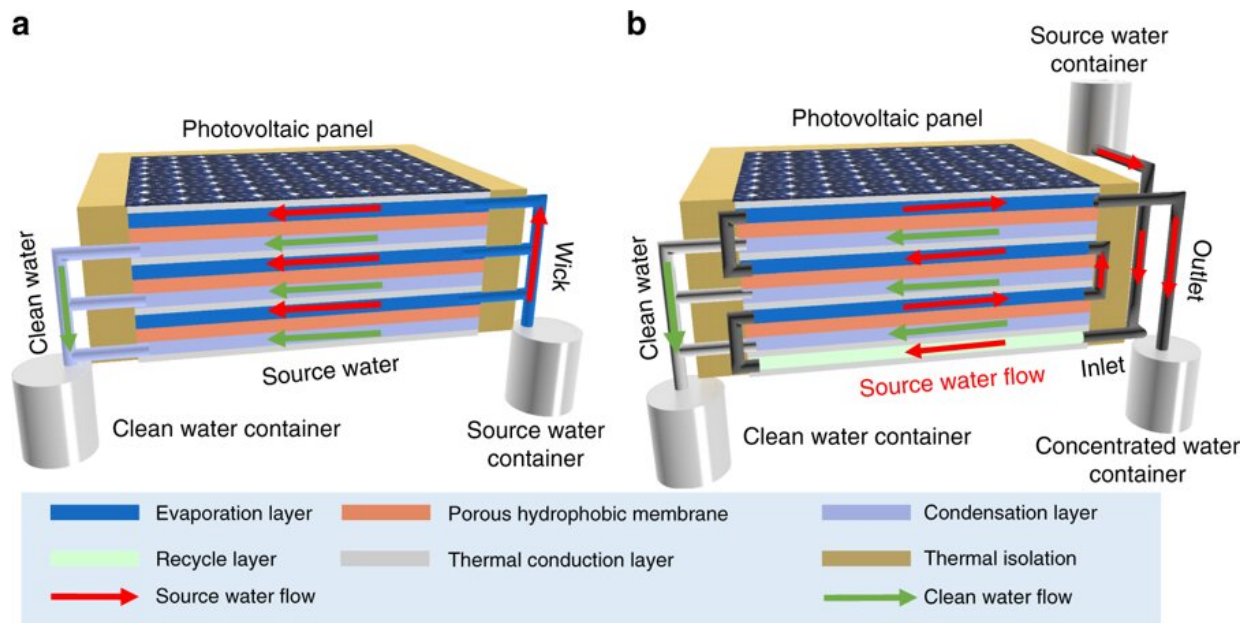 a
Photovoltaic panel
Clean water
Wick
Source water
Clean water container
Source water
container
b
Source water
container
Photovoltaic panel
Clean water
Outlet
Inlet
Source water flow
Clean water container
Concentrated water
container
Evaporation layer
Porous hydrophobic membrane
Condensation layer
Recycle layer
Thermal conduction layer
Thermal isolation
Source water flow
Clean water flow